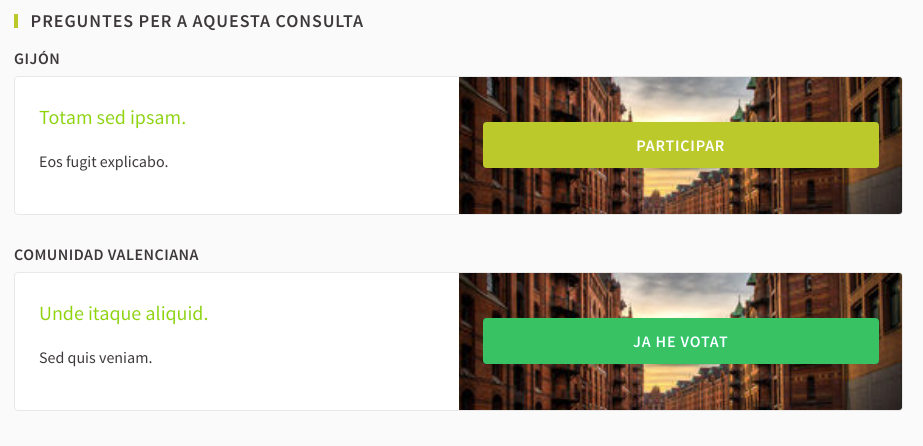 PREGUNTES PER A AQUESTA CONSULTA
GIJÓN
Totam sed ipsam.
Eos fugit explicabo.
PARTICIPAR
COMUNIDAD VALENCIANA
Unde itaque aliquid.
Sed quis veniam.
JA HE VOTAT